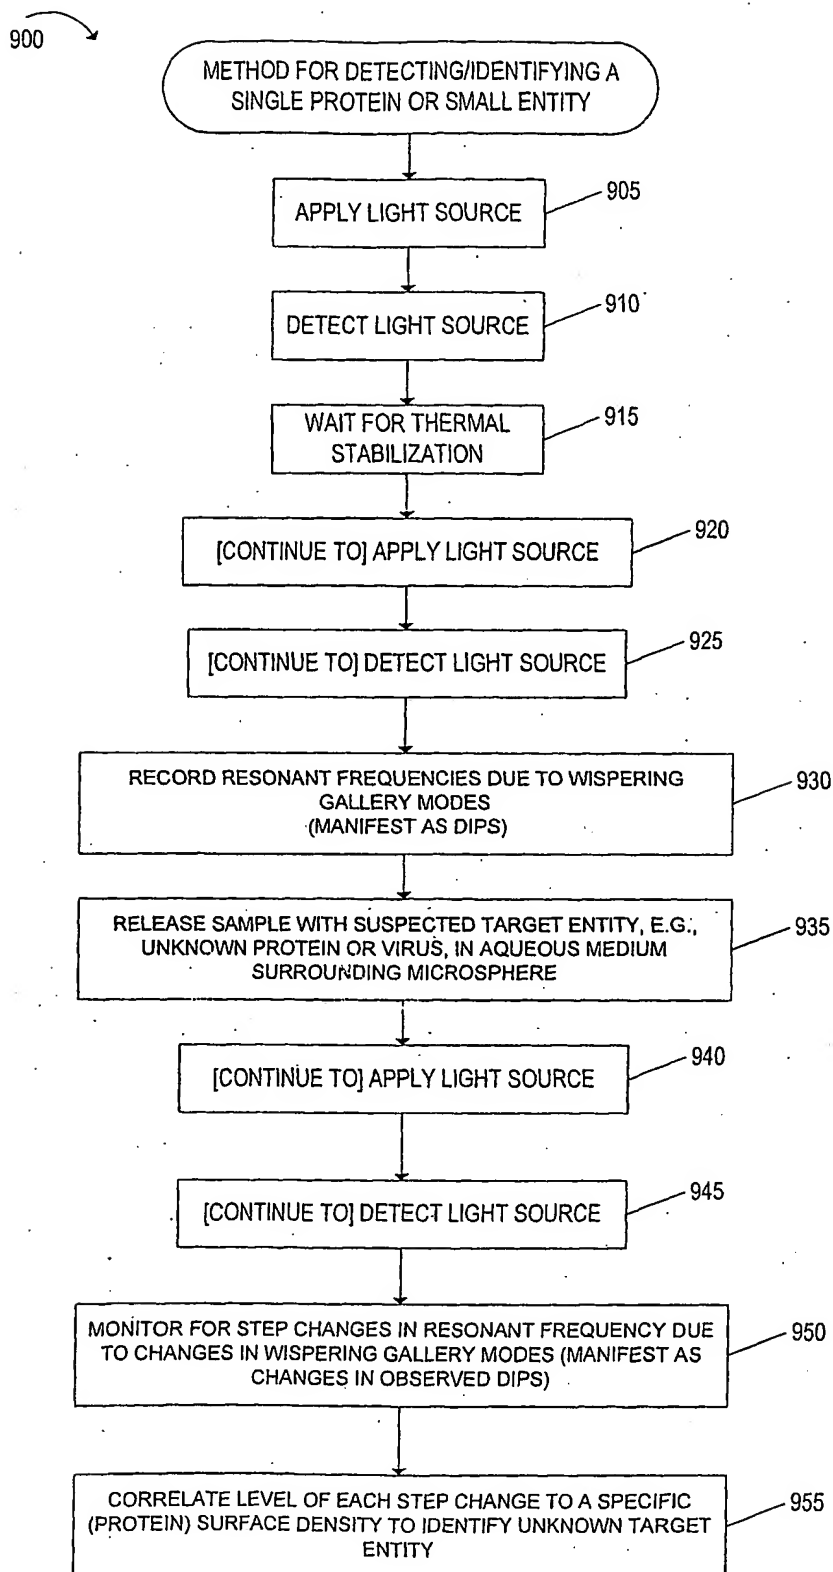 900
METHOD FOR DETECTING/IDENTIFYING A
SINGLE PROTEIN OR SMALL ENTITY
APPLY LIGHT SOURCE
905
DETECT LIGHT SOURCE
910
WAIT FOR THERMAL
STABILIZATION
915
[CONTINUE TO] APPLY LIGHT SOURCE
920
[CONTINUE TO] DETECT LIGHT SOURCE
925
RECORD RESONANT FREQUENCIES DUE TO WISPERING
GALLERY MODES
(MANIFEST AS DIPS)
930
RELEASE SAMPLE WITH SUSPECTED TARGET ENTITY, E.G.,
UNKNOWN PROTEIN OR VIRUS, IN AQUEOUS MEDIUM
SURROUNDING MICROSPHERE
935
[CONTINUE TO] APPLY LIGHT SOURCE
940
[CONTINUE TO] DETECT LIGHT SOURCE
945
MONITOR FOR STEP CHANGES IN RESONANT FREQUENCY DUE
TO CHANGES IN WISPERING GALLERY MODES (MANIFEST AS
CHANGES IN OBSERVED DIPS)
950
CORRELATE LEVEL OF EACH STEP CHANGE TO A SPECIFIC
(PROTEIN) SURFACE DENSITY TO IDENTIFY UNKNOWN TARGET
ENTITY
955